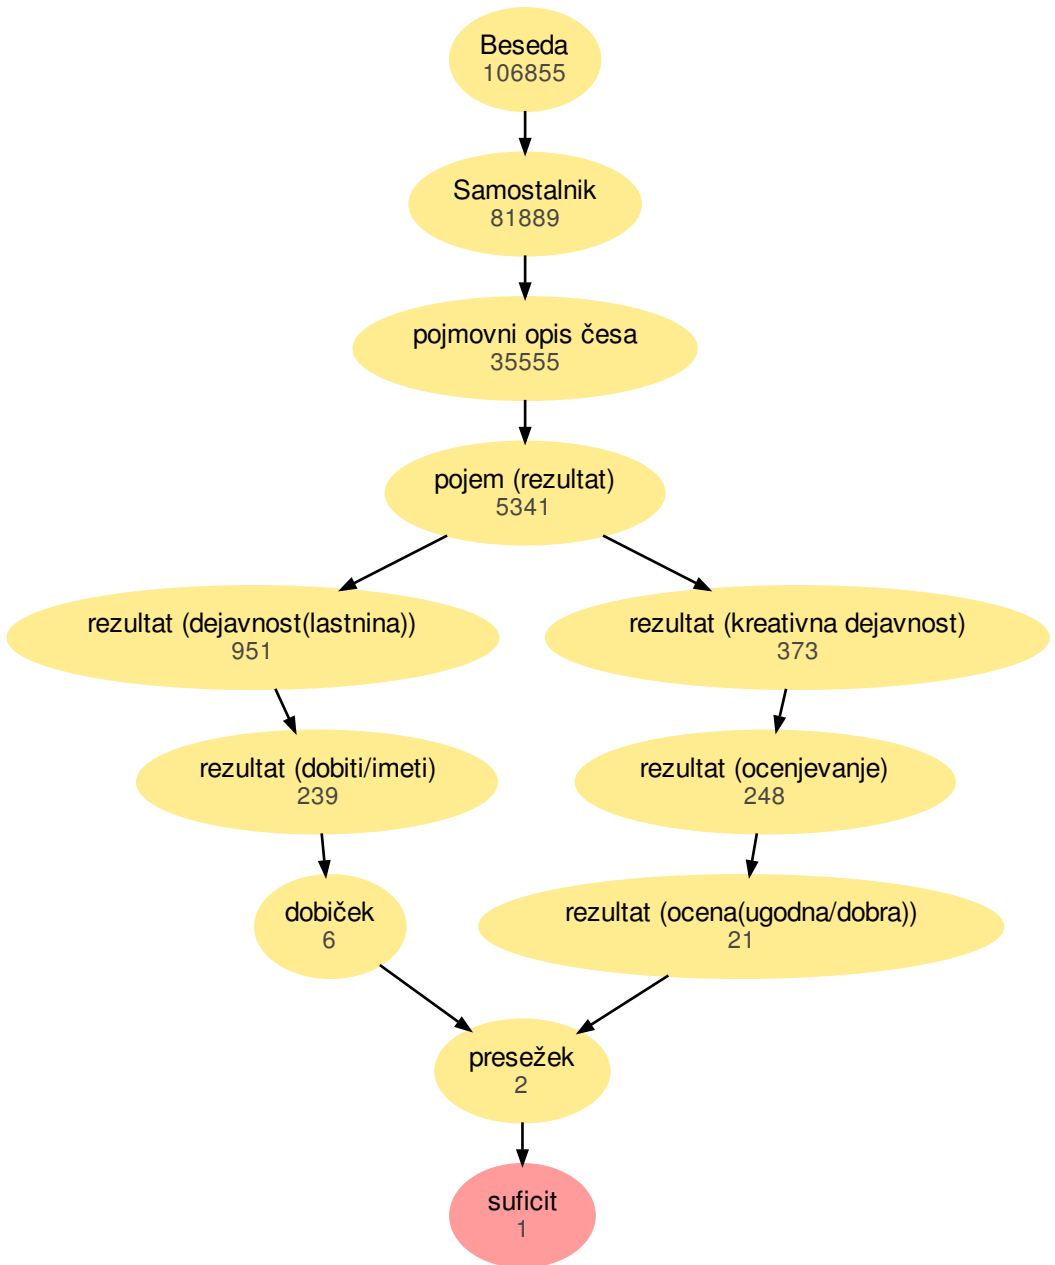 Beseda
106855
Samostalnik
81889
pojmovni opis česa
35555
pojem (rezultat)
5341
rezultat (dejavnost(lastnina))
951
rezultat (kreativna dejavnost)
373
rezultat (dobiti/imeti)
239
rezultat (ocenjevanje)
248
dobiček
6
rezultat (ocena(ugodna/dobra))
21
presežek
2
suficit
1